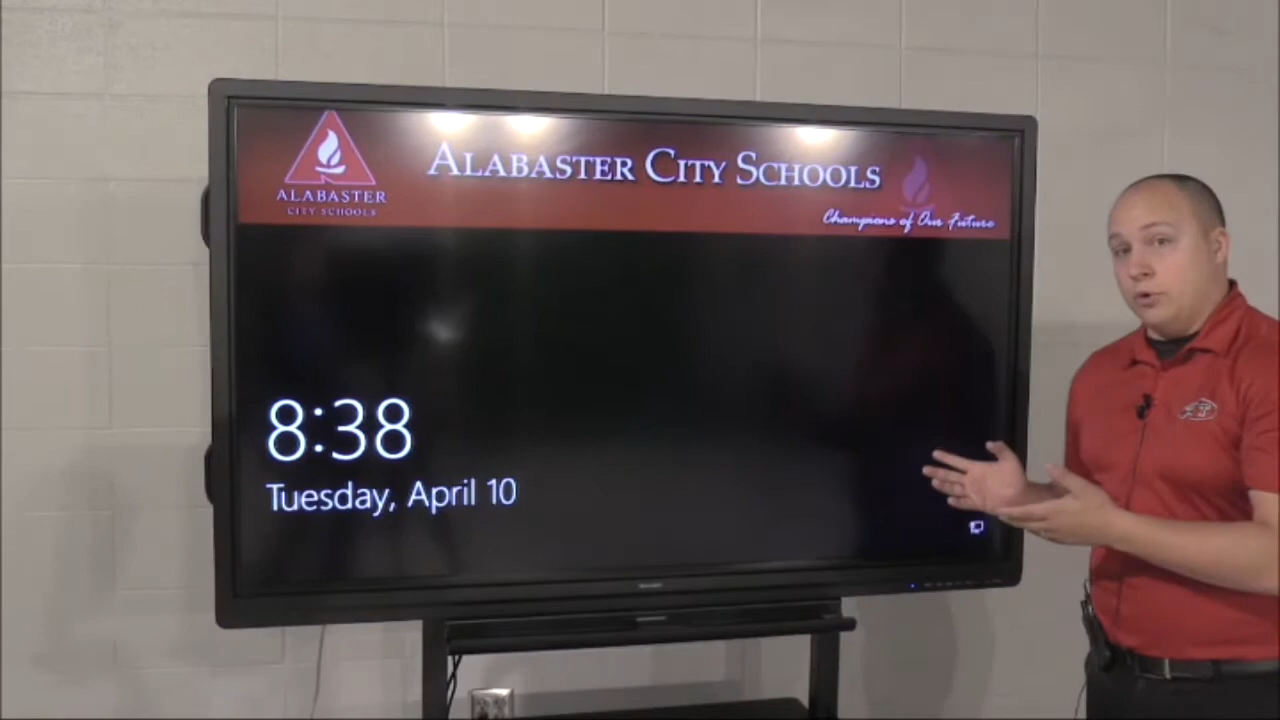 ALABASTER
CITY SCHOOLS
ALABASTER CITY SCHOOLS
Champions of Our Future
8:38
Tuesday, April 10